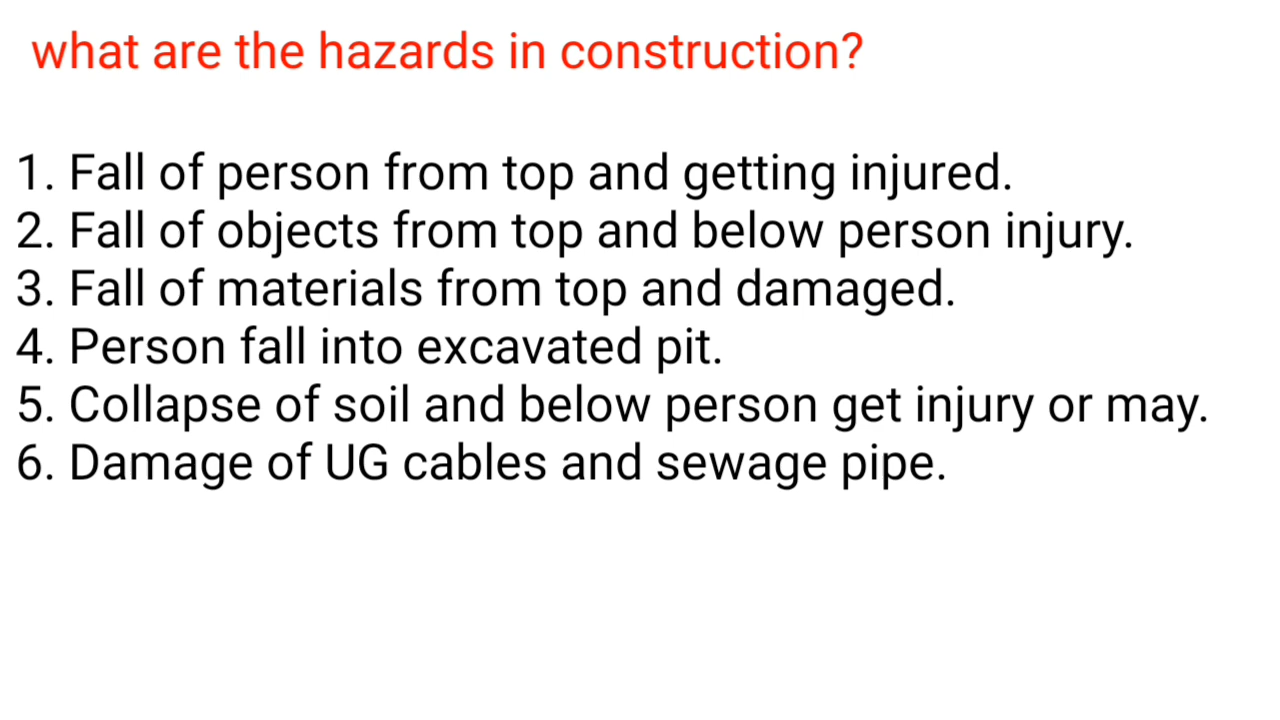 what are the hazards in construction?
1. Fall of person from top and getting injured.
2. Fall of objects from top and below person injury.
3. Fall of materials from top and damaged.
4. Person fall into excavated pit.
5. Collapse of soil and below person get injury or may.
6. Damage of UG cables and sewage pipe.